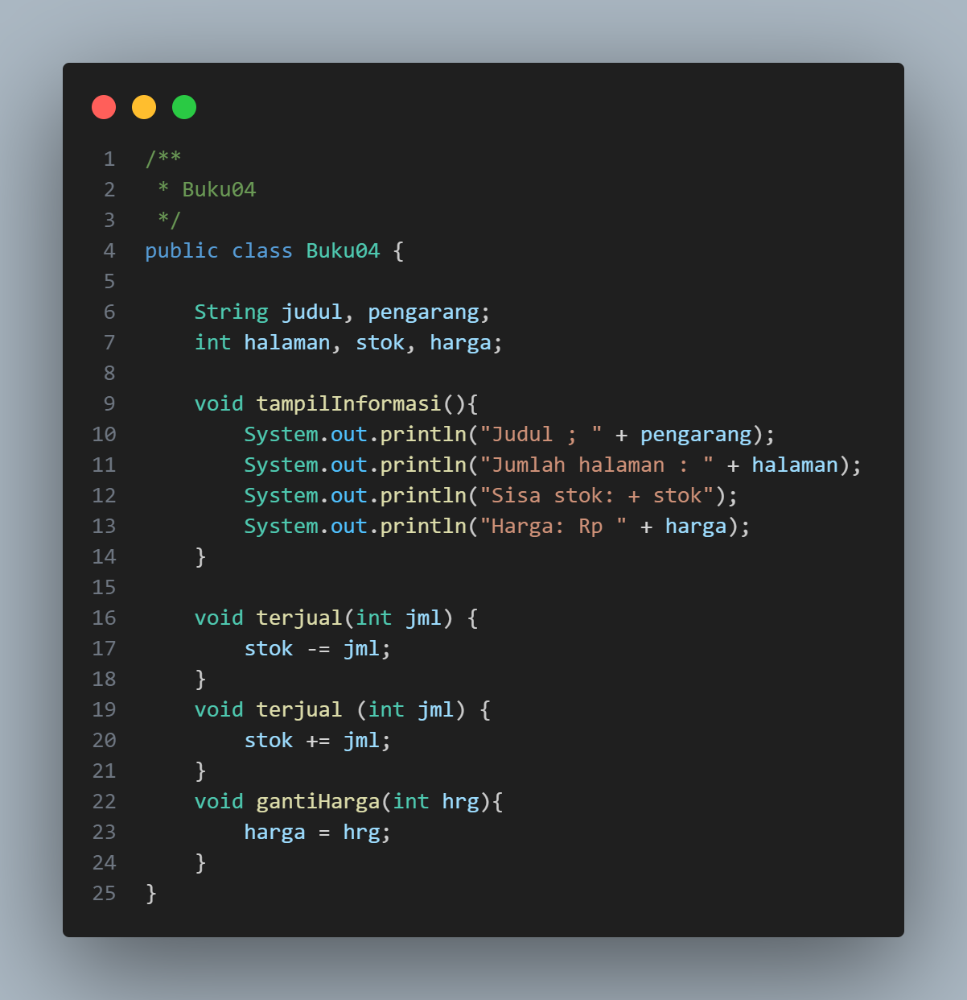 1 /**
2  * Buku04
3  */
4 public class Buku04 {
5
6     String judul, pengarang;
7     int halaman, stok, harga;
8
9     void tampilInformasi(){
10         System.out.println("Judul ; " + pengarang);
11         System.out.println("Jumlah halaman : " + halaman);
12         System.out.println("Sisa stok: + stok");
13         System.out.println("Harga: Rp " + harga);
14     }
15
16     void terjual(int jml) {
17         stok -= jml;
18     }
19     void terjual (int jml) {
20         stok += jml;
21     }
22     void gantiHarga(int hrg){
23         harga = hrg;
24     }
25 }